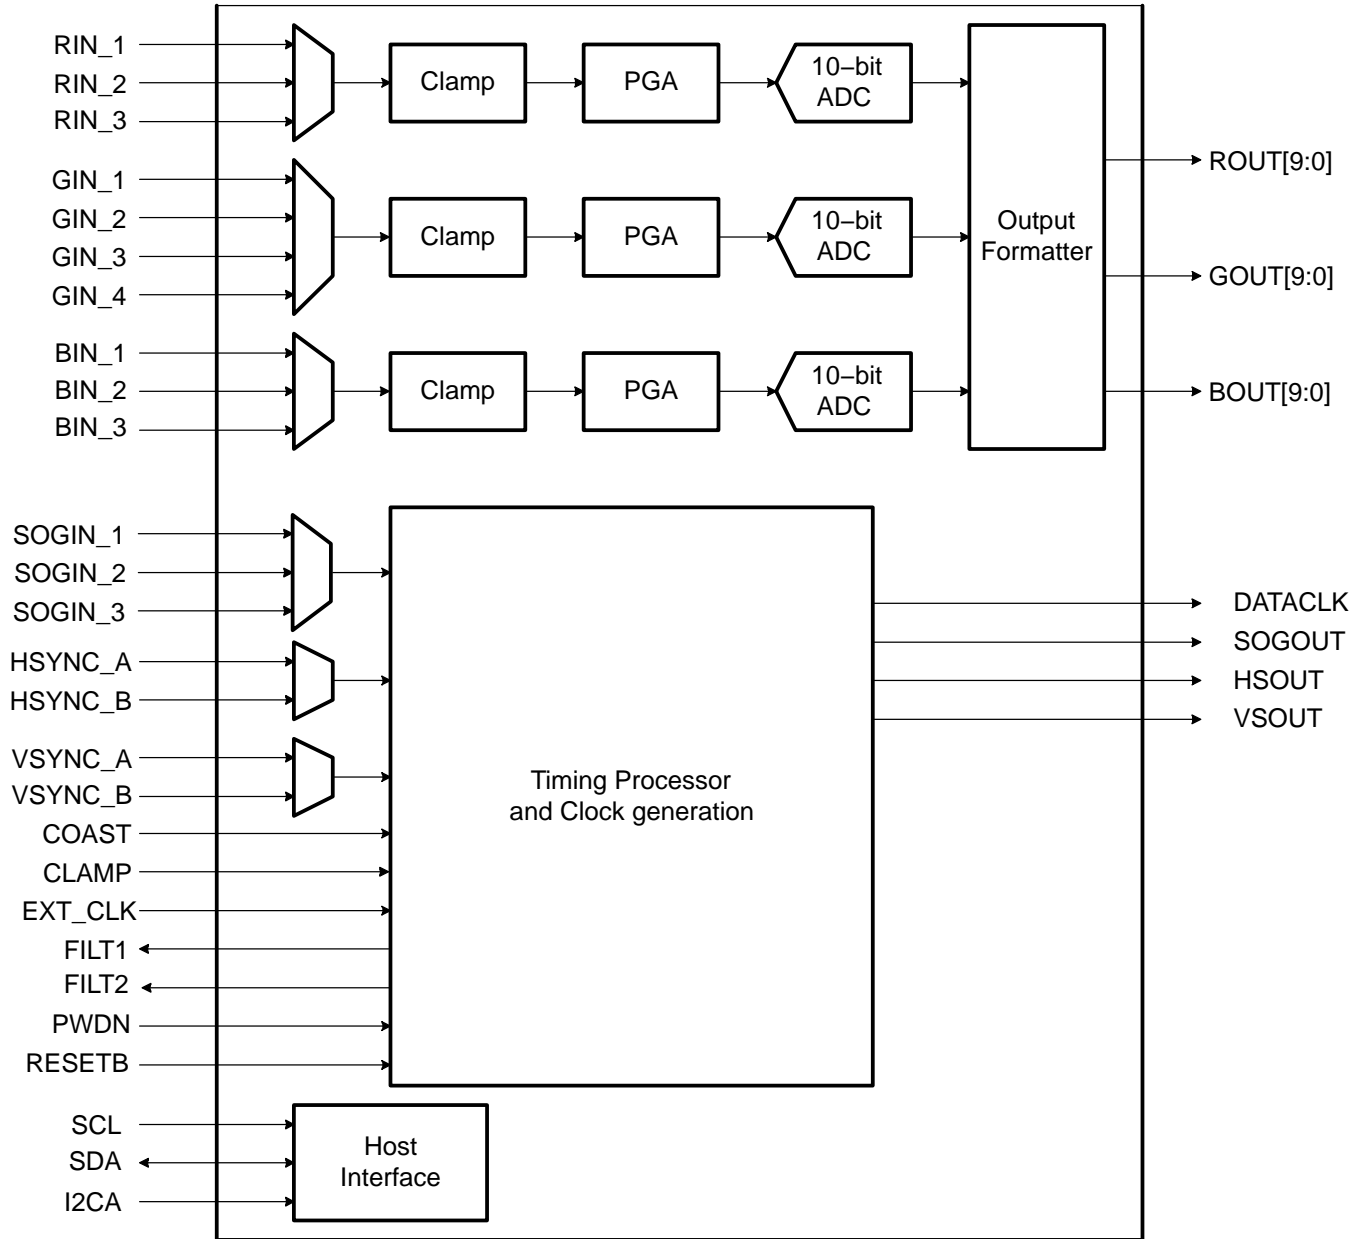 RIN_1
RIN_2
RIN_3
Clamp
PGA
10–bit
ADC
GIN_1
GIN_2
GIN_3
GIN_4
Clamp
PGA
10–bit
ADC
BIN_1
BIN_2
BIN_3
Clamp
PGA
10–bit
ADC
Output
Formatter
ROUT[9:0]
GOUT[9:0]
BOUT[9:0]
SOGIN_1
SOGIN_2
SOGIN_3
HSYNC_A
HSYNC_B
VSYNC_A
VSYNC_B
COAST
CLAMP
EXT_CLK
FILT1
FILT2
PWDN
RESETB
Timing Processor
and Clock generation
DATACLK
SOGOUT
HSOUT
VSOUT
SCL
SDA
I2CA
Host
Interface